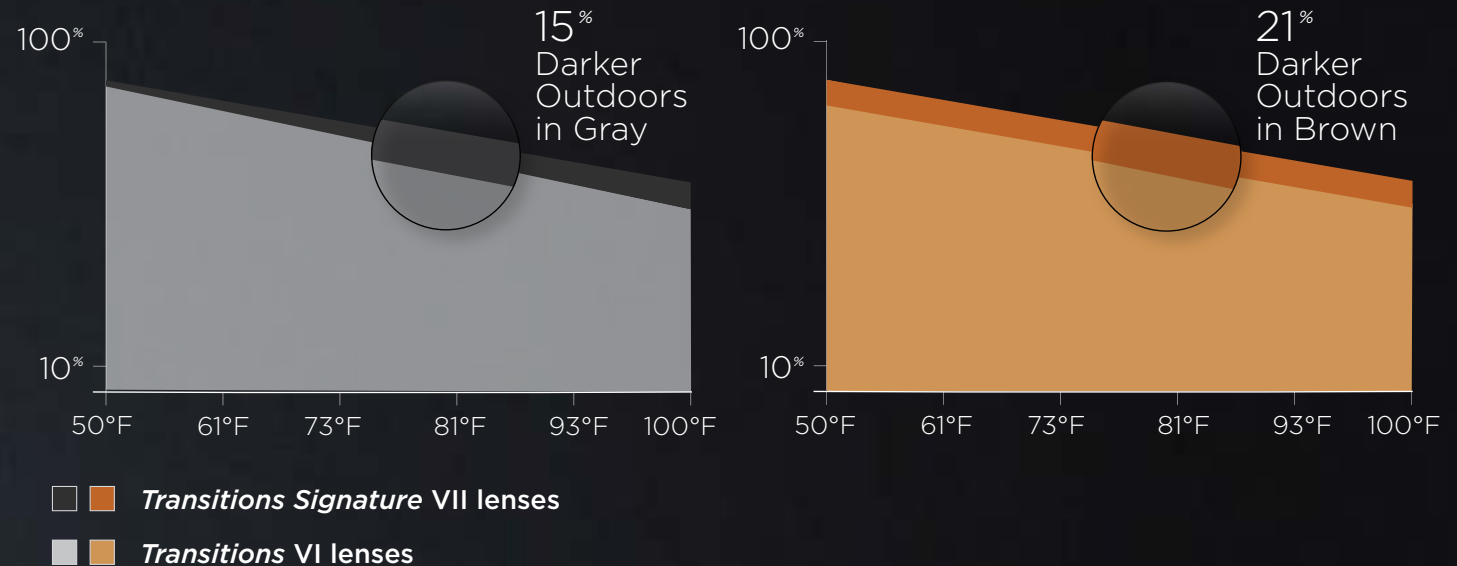 100%
15%
Darker
Outdoors
in Gray
10%
50°F 61°F 73°F 81°F 93°F 100°F
100%
21%
Darker
Outdoors
in Brown
10%
50°F 61°F 73°F 81°F 93°F 100°F
Transitions Signature VII lenses
Transitions VI lenses